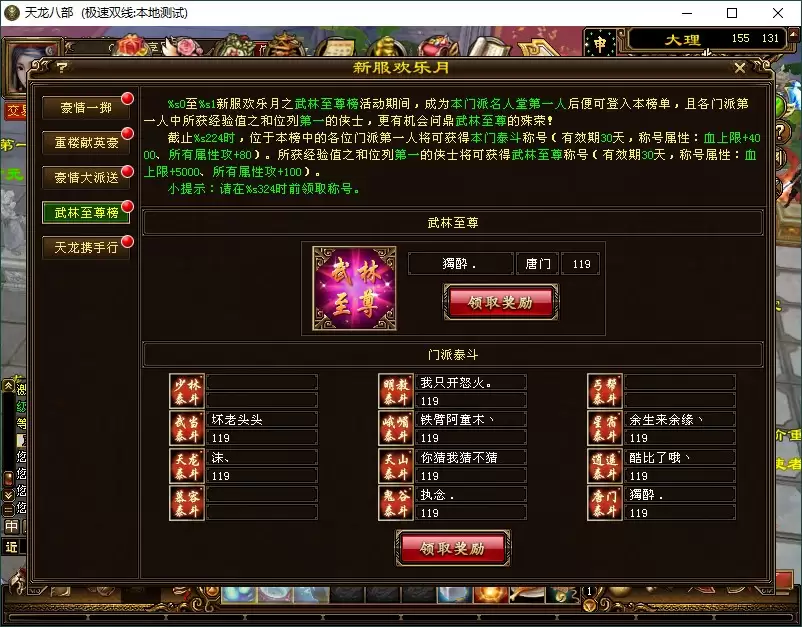 天龙八部 (极速双线:本地测试)
大理
155 131
申
?
新服欢乐月
豪情一掷
重楼献英豪
豪情大派送
武林至尊榜
天龙携手行
%s0至%s1新服欢乐月之武林至尊榜活动期间，成为本门派名人堂第一人后便可登入本榜单，且各门派第
一人中所获经验值之和位列第一的侠士，更有机会问鼎武林至尊的殊荣！
截止%s224时，位于本榜中的各位门派第一人将可获得本门泰斗称号（有效期30天，称号属性：血上限+40
00、所有属性攻+80）。所获经验值之和位列第一的侠士将可获得武林至尊称号（有效期30天，称号属性：血
上限+5000、所有属性攻+100）。
小提示：请在%s324时前领取称号。
武林至尊
武林
至尊
獨醉． 唐门 119
领取奖励
门派泰斗
少林
泰斗
明教
泰斗
我只开怒火。
119
丐帮
泰斗
武当
泰斗
坏老头头
119
峨嵋
泰斗
铁臂阿童木丶
119
星宿
泰斗
余生来余缘丶
119
天龙
泰斗
沫、
119
天山
泰斗
你猜我猜不猜
119
逍遥
泰斗
酷比了哦丶
119
慕容
泰斗
鬼谷
泰斗
执念．
119
唐门
泰斗
獨醉．
119
领取奖励